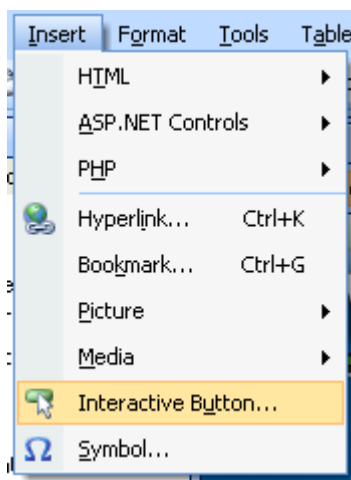 Insert Format Tools Table
HTML
ASP.NET Controls
PHP
Hyperlink... Ctrl+K
Bookmark... Ctrl+G
Picture
Media
Interactive Button...
Symbol...